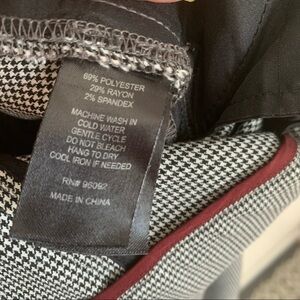 69% POLYESTER
29% RAYON
2% SPANDEX
MACHINE WASH IN
COLD WATER
GENTLE CYCLE
DO NOT BLEACH
HANG TO DRY
COOL IRON IF NEEDED
RN# 96092
MADE IN CHINA